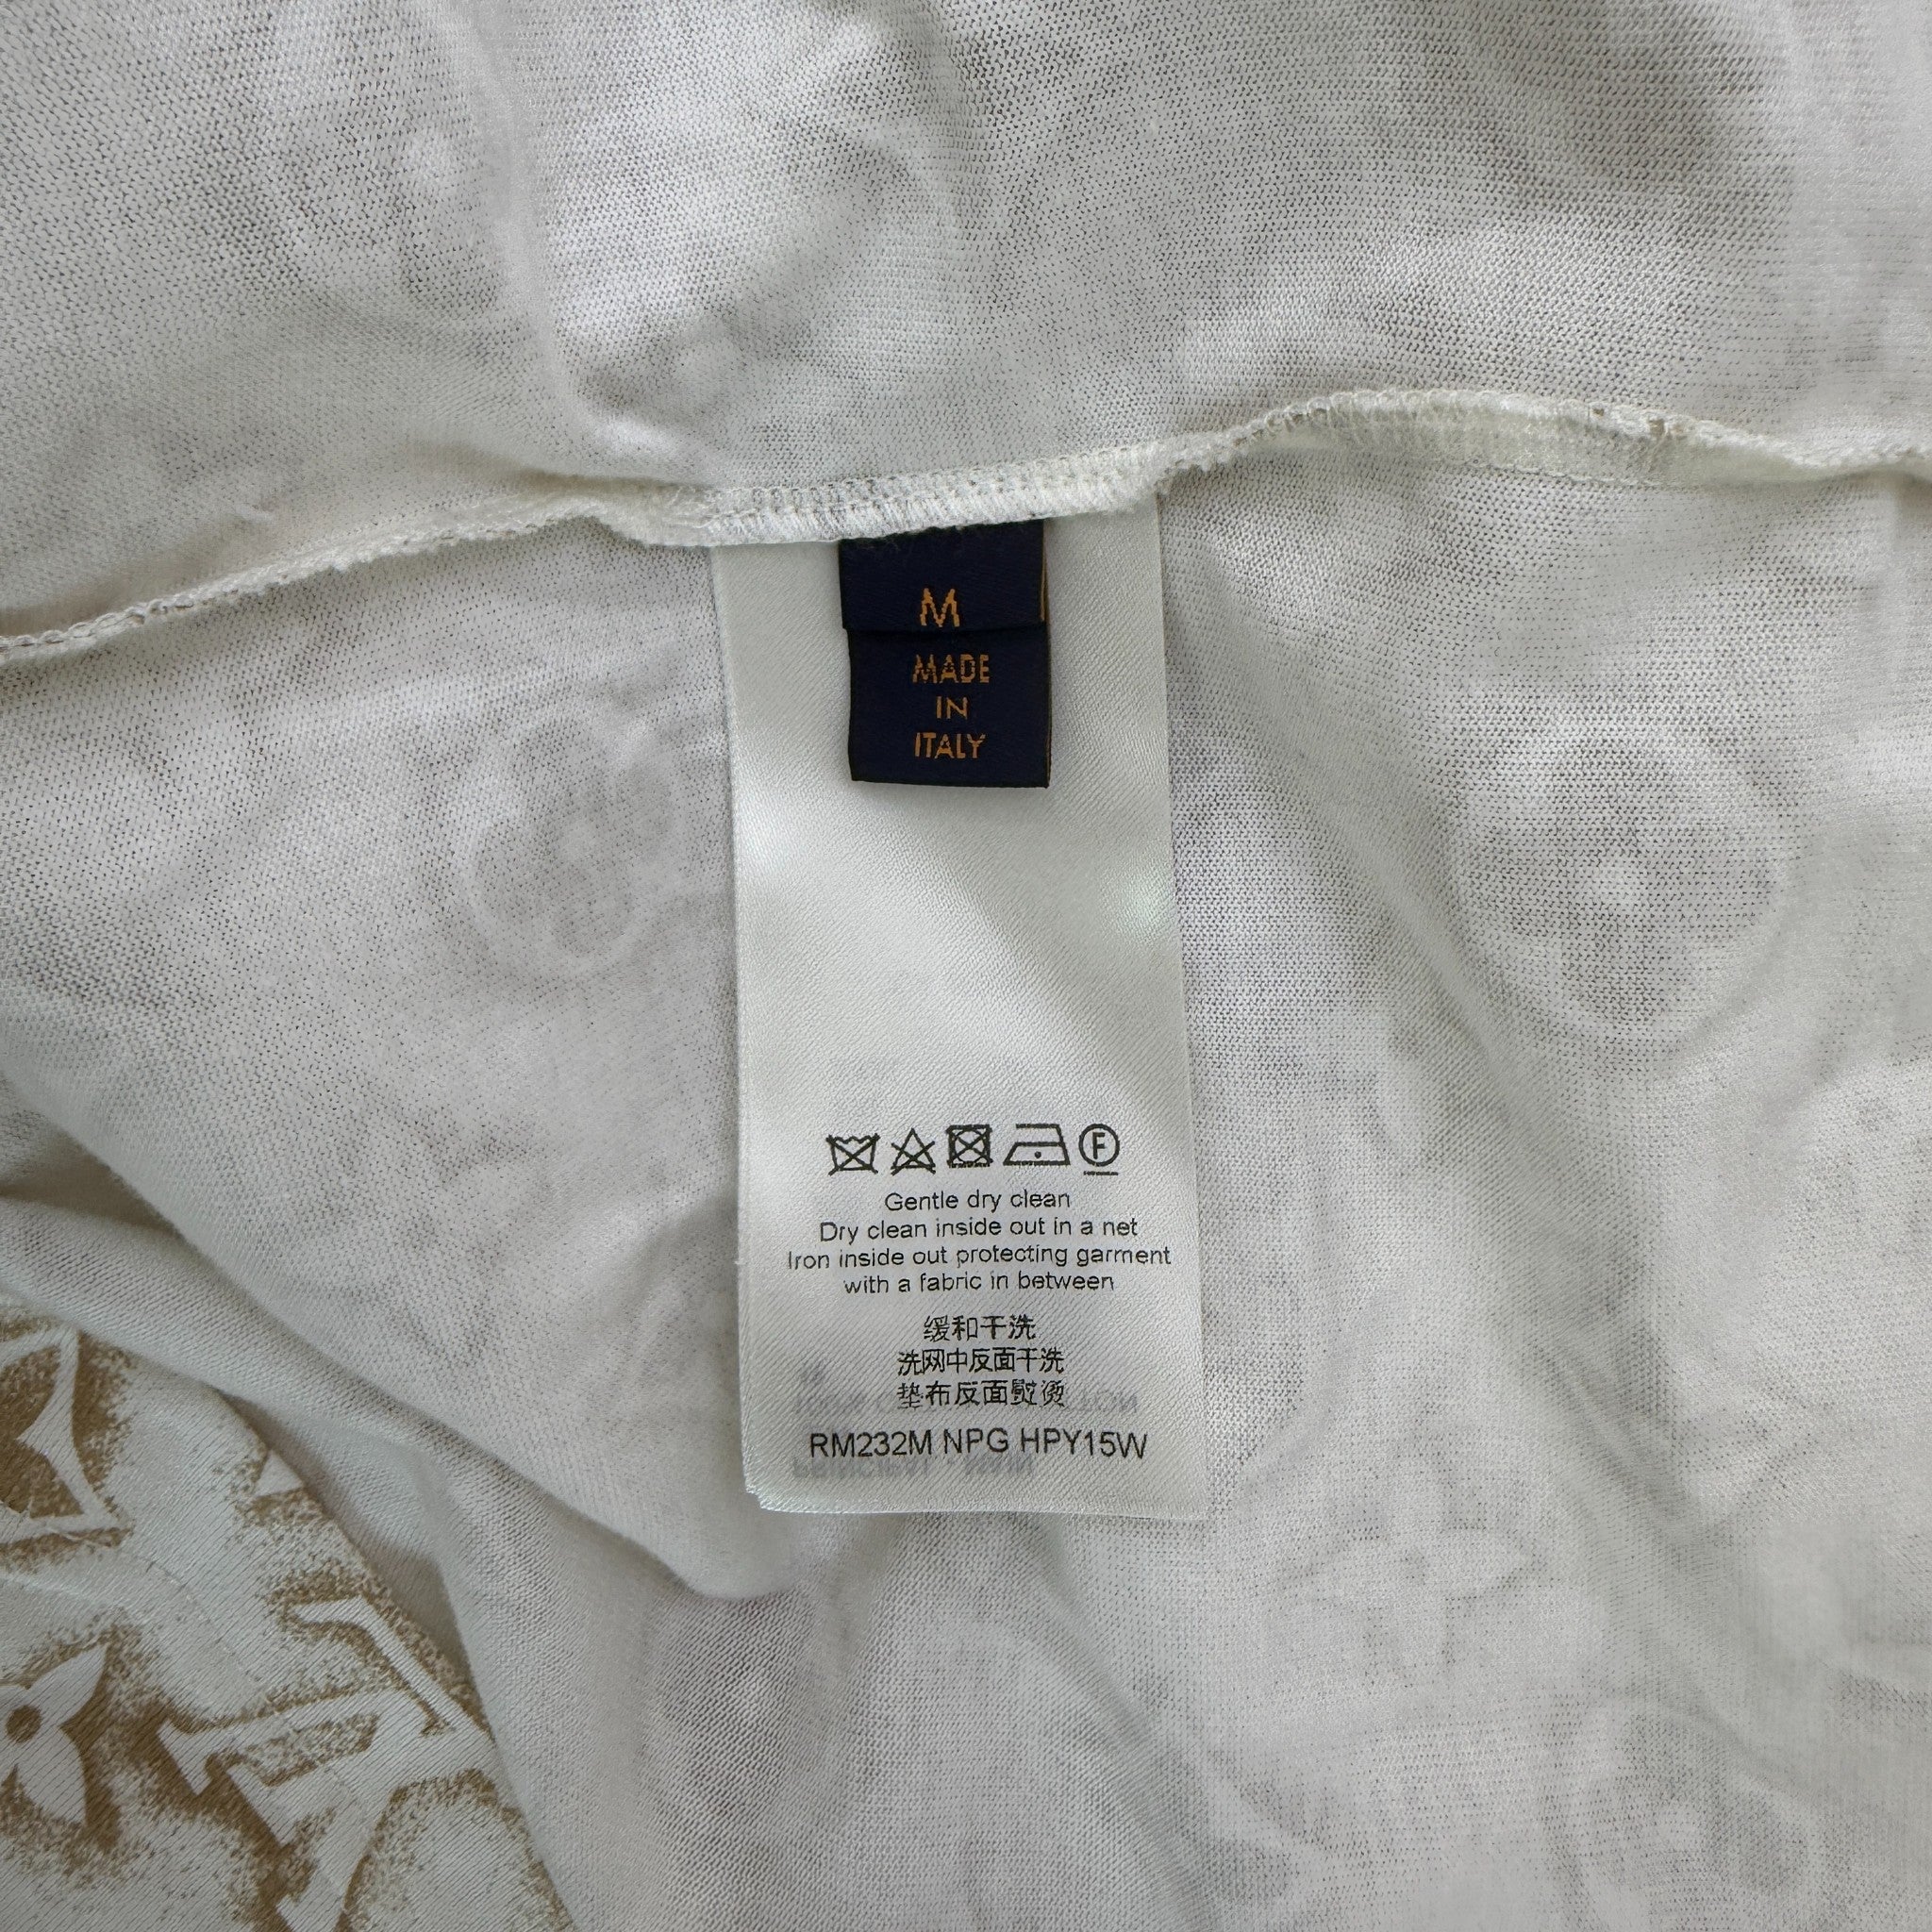 M
MADE
IN
ITALY
F
Gentle dry clean
Dry clean inside out in a net
Iron inside out protecting garment
with a fabric in between
缓和干洗
洗网中反面干洗
垫布反面熨烫
RM232M NPG HPY15W